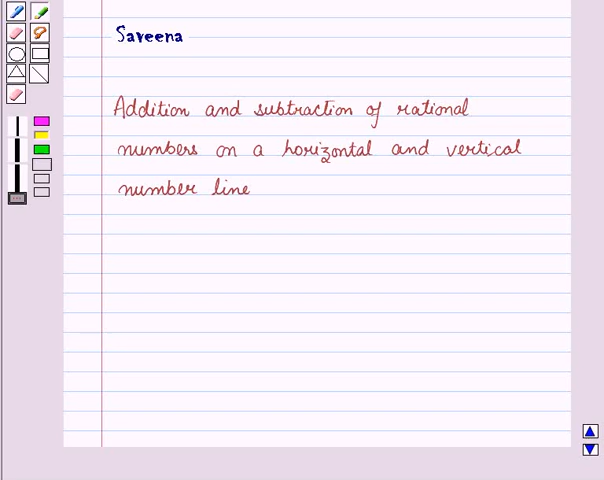 Saveena
Addition and subtraction of rational
numbers on a horizontal and vertical
number line